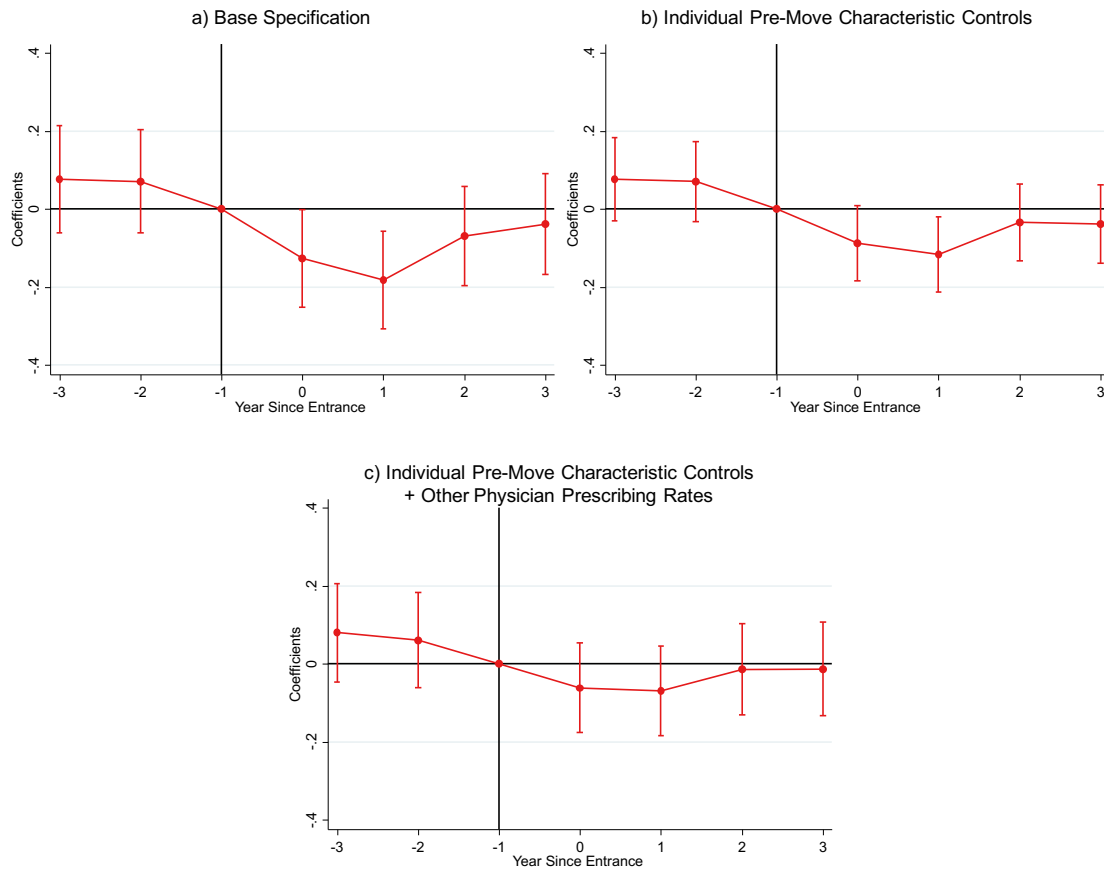 a) Base Specification
.4
.2
0
-.2
-.4
Coefficients
-3 -2 -1 0 1 2 3
Year Since Entrance
b) Individual Pre-Move Characteristic Controls
.4
.2
0
-.2
-.4
Coefficients
-3 -2 -1 0 1 2 3
Year Since Entrance
c) Individual Pre-Move Characteristic Controls
+ Other Physician Prescribing Rates
.4
.2
0
-.2
-.4
Coefficients
-3 -2 -1 0 1 2 3
Year Since Entrance